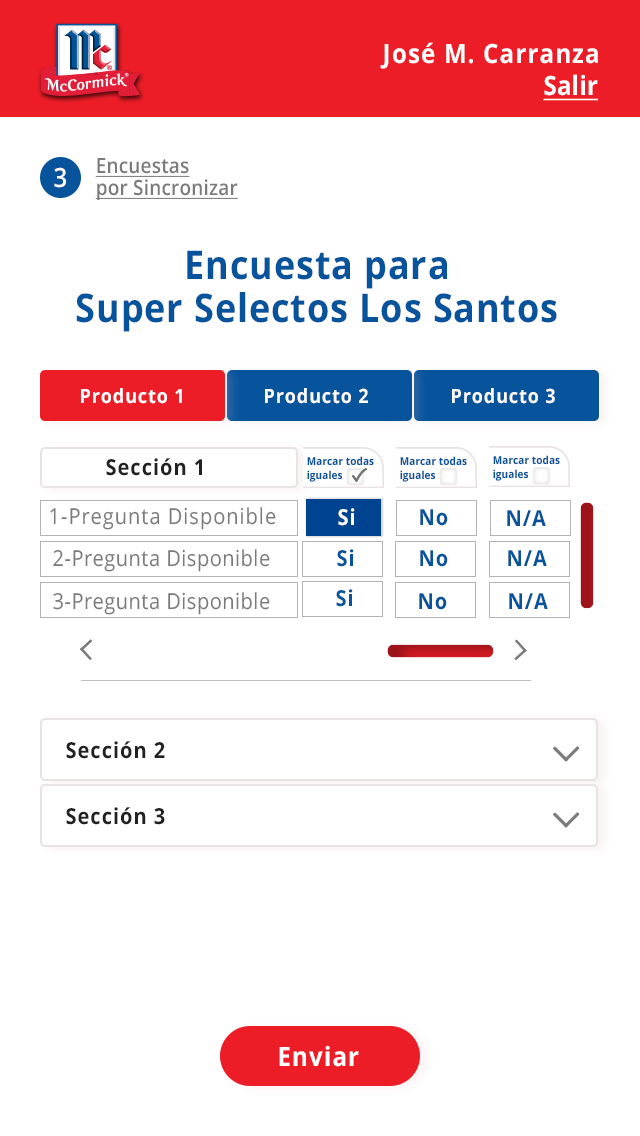 Mc
McCormick®
José M. Carranza
Salir
3
Encuestas
por Sincronizar
Encuesta para
Super Selectos Los Santos
Producto 1
Producto 2
Producto 3
Sección 1
Marcar todas
iguales
Marcar todas
iguales
Marcar todas
iguales
1-Pregunta Disponible
Si
No
N/A
2-Pregunta Disponible
Si
No
N/A
3-Pregunta Disponible
Si
No
N/A
Sección 2
Sección 3
Enviar